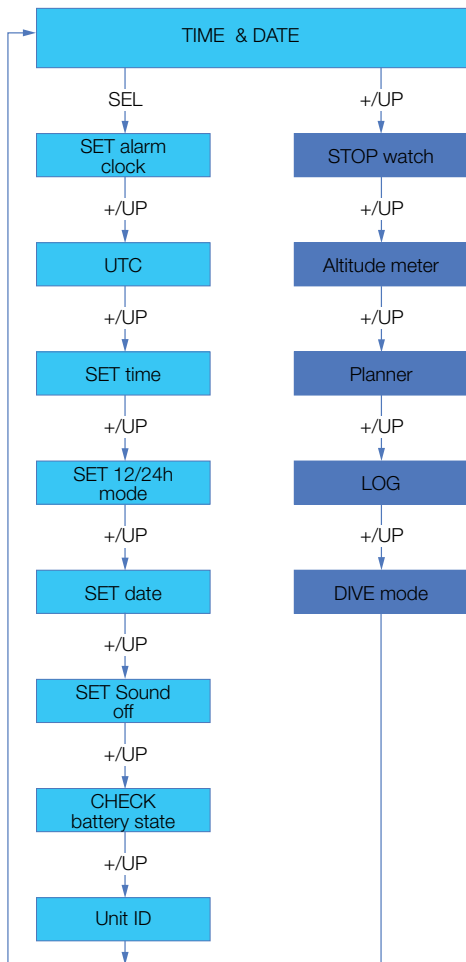 TIME & DATE
SEL
+/UP
SET alarm
clock
STOP watch
+/UP
+/UP
UTC
Altitude meter
+/UP
+/UP
SET time
Planner
+/UP
+/UP
SET 12/24h
mode
LOG
+/UP
+/UP
SET date
DIVE mode
+/UP
SET Sound
off
+/UP
CHECK
battery state
+/UP
Unit ID